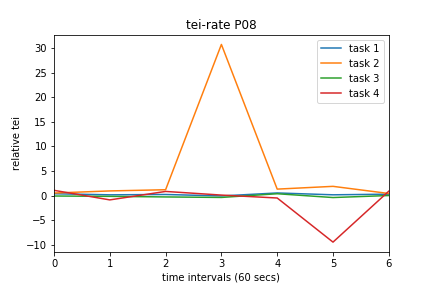 tei-rate P08
task 1
task 2
task 3
task 4
relative tei
30
25
20
15
10
5
0
−5
−10
0 1 2 3 4 5 6
time intervals (60 secs)